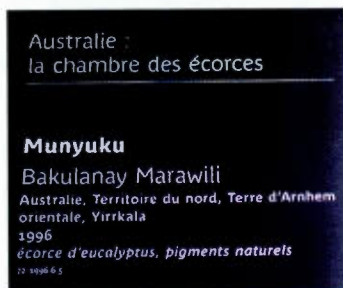 Australie :
la chambre des écorces
Munyuku
Bakulanay Marawili
Australie, Territoire du nord, Terre d'Arnhem
orientale, Yirrkala
1996
écorce d'eucalyptus, pigments naturels